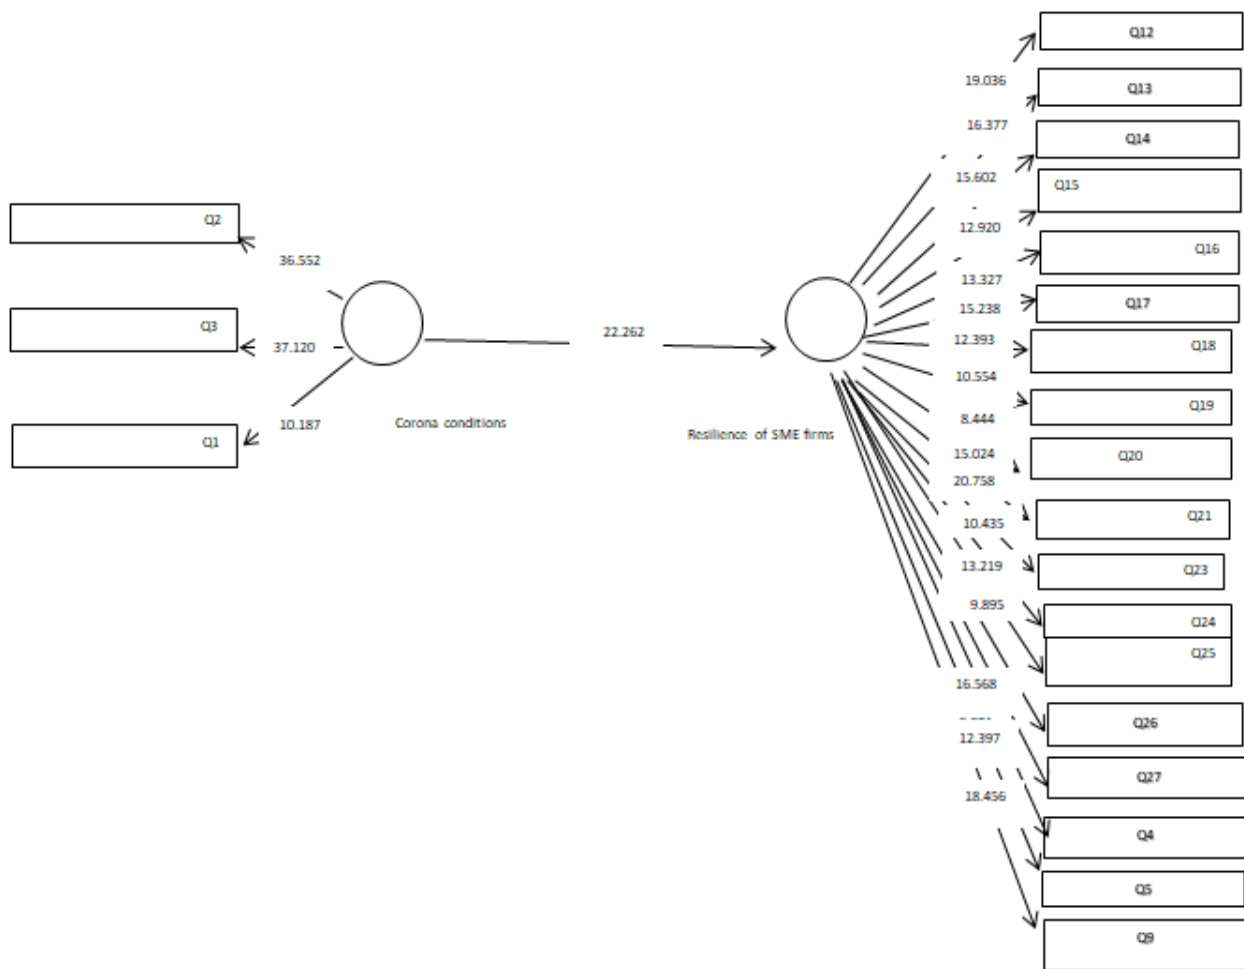 Q12
19.036
Q13
16.377
Q14
15.602
Q15
12.920
Q16
13.327
15.238
Q17
12.393
Q18
10.554
Q19
8.444
15.024
Q20
20.758
Q21
10.435
13.219
Q23
9.895
Q24
Q25
16.568
Q26
12.397
Q27
18.456
Q4
Q5
Q9
Q2
36.552
Q3
37.120
Q1
10.187
22.262
Corona conditions
Resilience of SME firms